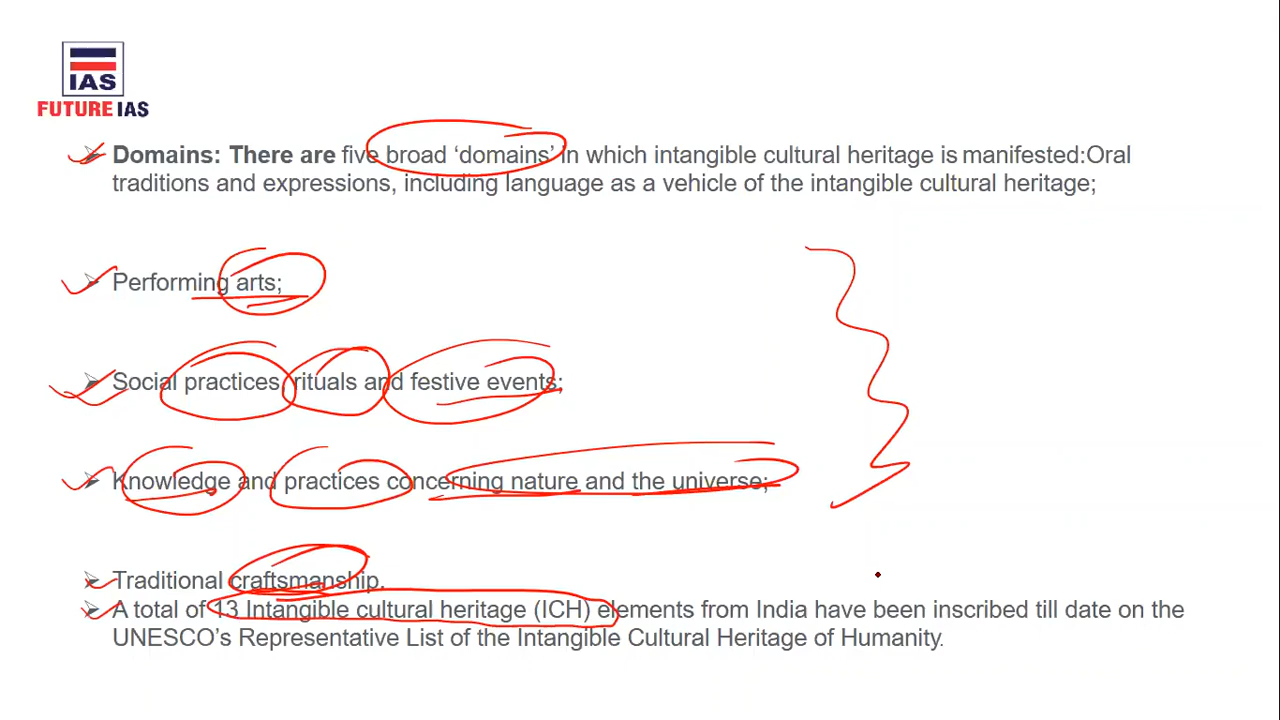 IAS
FUTURE IAS
Domains: There are five broad ‘domains’ in which intangible cultural heritage is manifested:Oral
traditions and expressions, including language as a vehicle of the intangible cultural heritage;
Performing arts;
Social practices, rituals and festive events;
Knowledge and practices concerning nature and the universe;
Traditional craftsmanship.
A total of 13 Intangible cultural heritage (ICH) elements from India have been inscribed till date on the
UNESCO’s Representative List of the Intangible Cultural Heritage of Humanity.